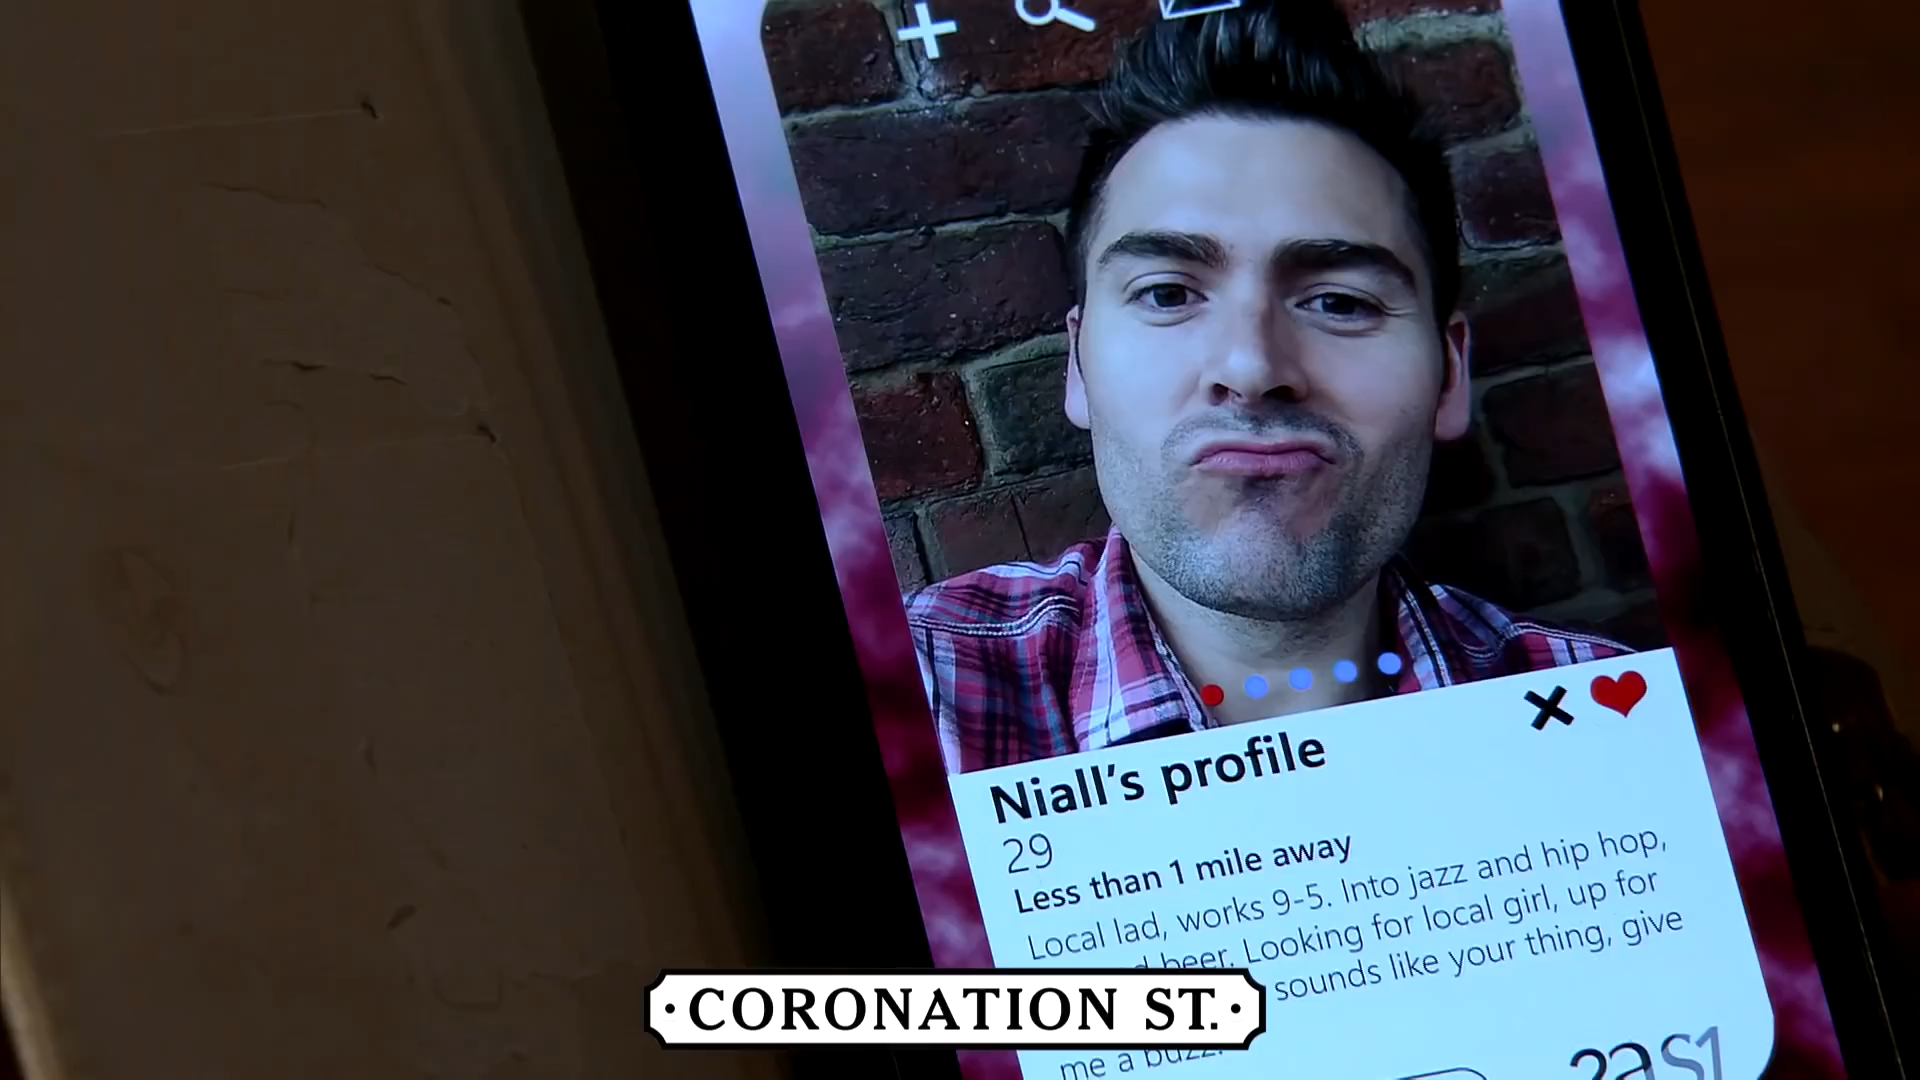 Niall's profile
29
Less than 1 mile away
Local lad, works 9-5. Into jazz and hip hop,
beer. Looking for local girl, up for
sounds like your thing, give
me a buzz.
·CORONATION ST.·